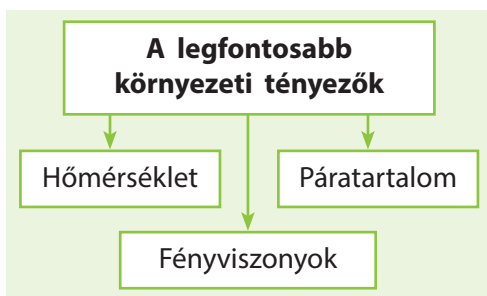 A legfontosabb
környezeti tényezők
Hőmérséklet
Páratartalom
Fényviszonyok